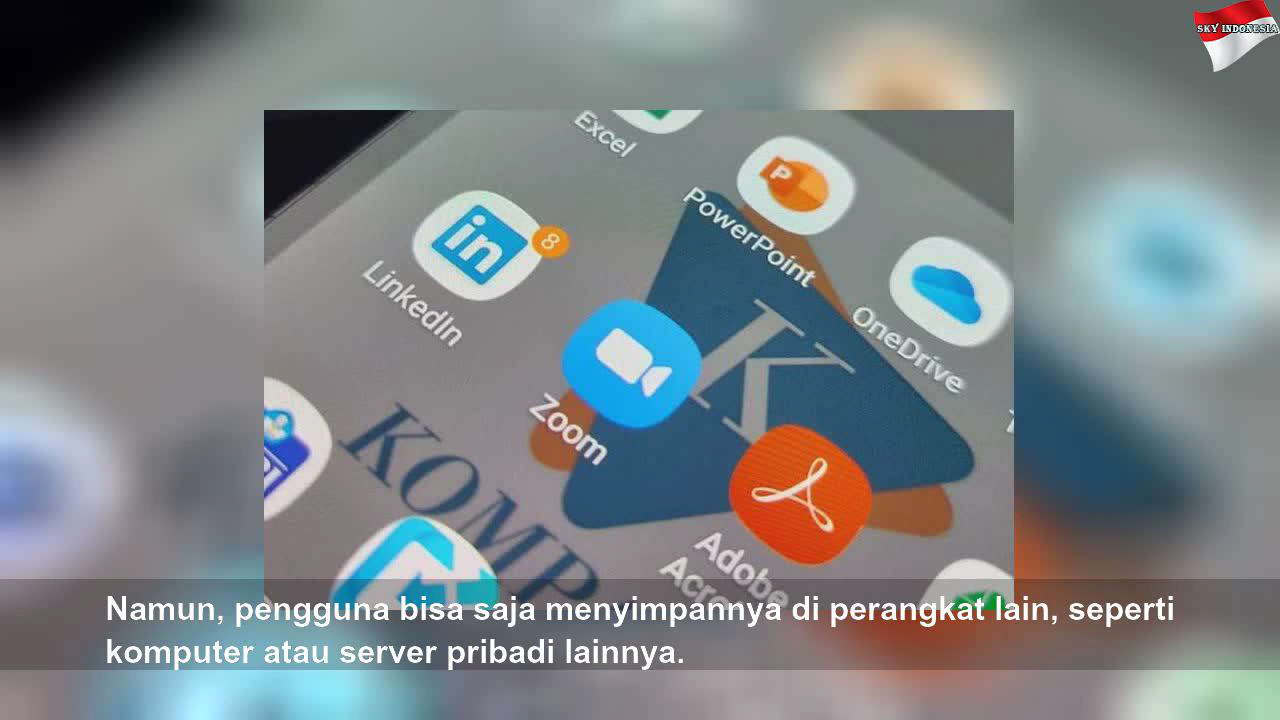 SKY INDONESIA
Excel
P
PowerPoint
in
8
LinkedIn
OneDrive
K
Zoom
KOMP
Adobe
Namun, pengguna bisa saja menyimpannya di perangkat lain, seperti
komputer atau server pribadi lainnya.